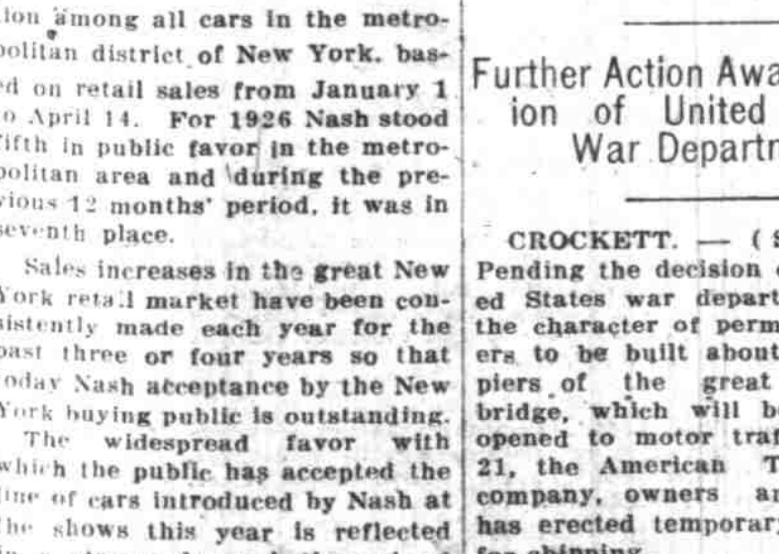 ion among all cars in the metro-
politan district of New York, bas-
ed on retail sales from January 1
to April 14. For 1926 Nash stood
fifth in public favor in the metro-
politan area and during the pre-
vious 12 months' period, it was in
seventh place.
Sales increases in the great New
York retail market have been con-
sistently made each year for the
past three or four years so that
today Nash acceptance by the New
York buying public is outstanding.
The widespread favor with
which the public has accepted the
line of cars introduced by Nash at
the shows this year is reflected
Further Action Awa
ion of United
War Departm
CROCKETT. — (S
Pending the decision
ed States war depart
the character of perm
ers to be built about
piers of the great
bridge, which will b
opened to motor traf
21, the American T
company, owners an
has erected temporar
for shipping